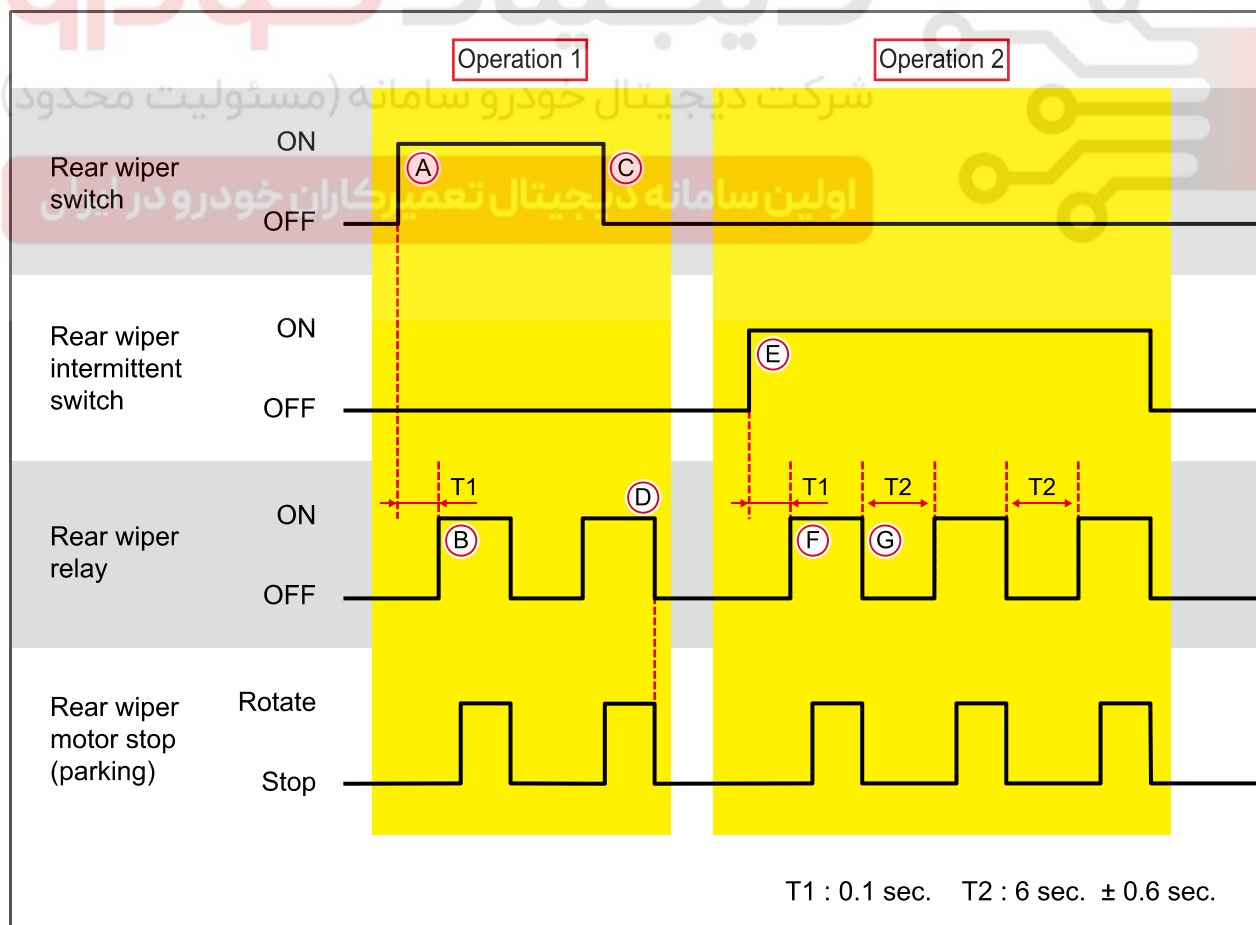 دیجیتال خودرو
شرکت دیجیتال خودرو سامانه (مسئولیت محدود)
اولین سامانه دیجیتال تعمیرکاران خودرو در ایران
Operation 1
Operation 2
Rear wiper
switch
ON
OFF
A
C
Rear wiper
intermittent
switch
ON
OFF
E
Rear wiper
relay
ON
OFF
T1
B
D
T1
T2
T2
F
G
Rear wiper
motor stop
(parking)
Rotate
Stop
T1 : 0.1 sec. T2 : 6 sec. ± 0.6 sec.